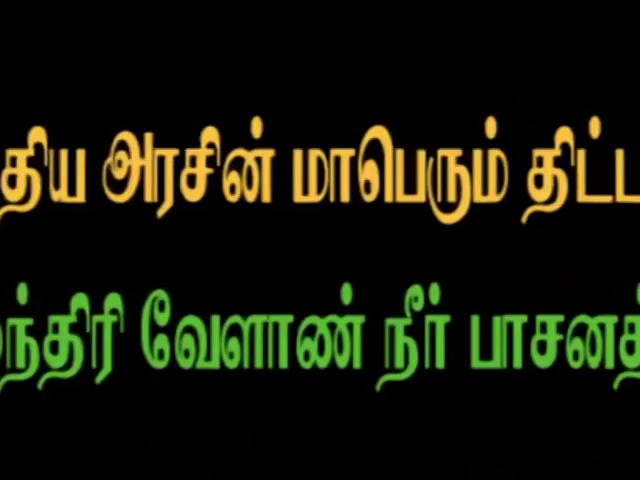 திய அரசின் மாபெரும் திட்ட
ந்திரி வேளாண் நீர் பாசனத